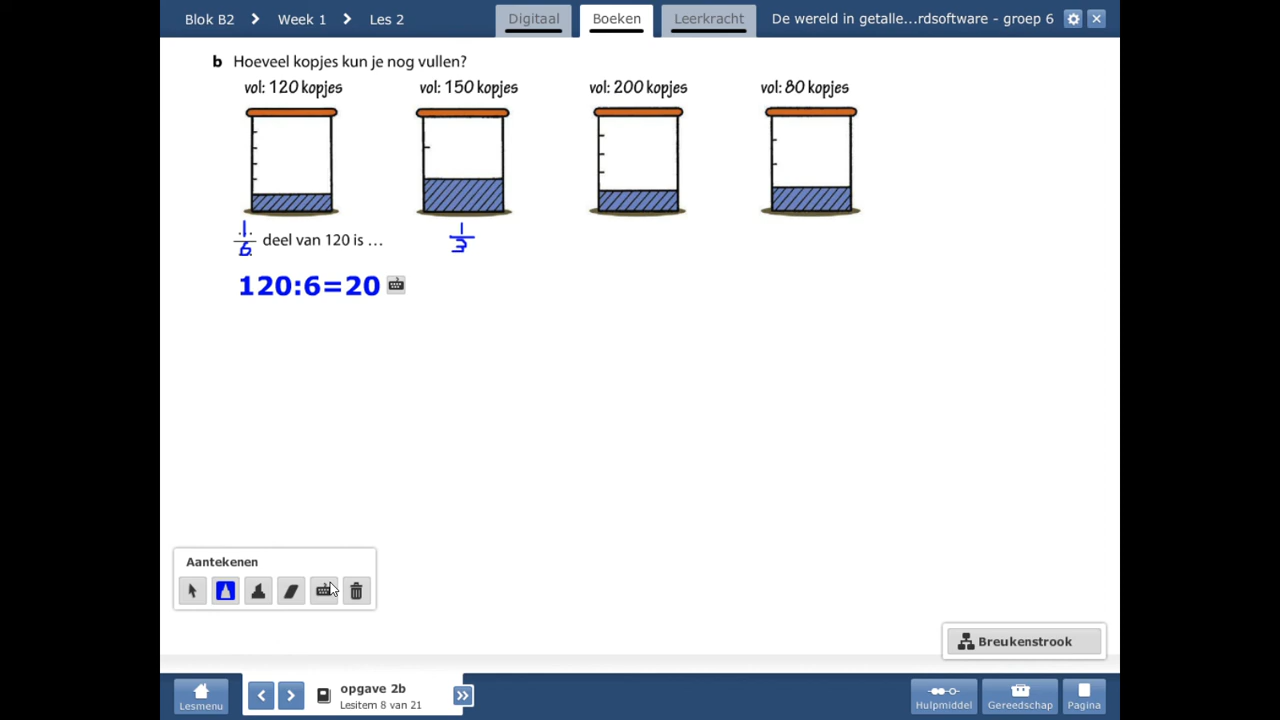 Blok B2 > Week 1 > Les 2
Digitaal
Boeken
Leerkracht
De wereld in getalle...rdsoftware - groep 6
b Hoeveel kopjes kun je nog vullen?
vol: 120 kopjes
vol: 150 kopjes
vol: 200 kopjes
vol: 80 kopjes
1/6 deel van 120 is ...
1/3
120:6=20
Aantekenen
Breukenstrook
Lesmenu
opgave 2b
Lesitem 8 van 21
Hulpmiddel
Gereedschap
Pagina